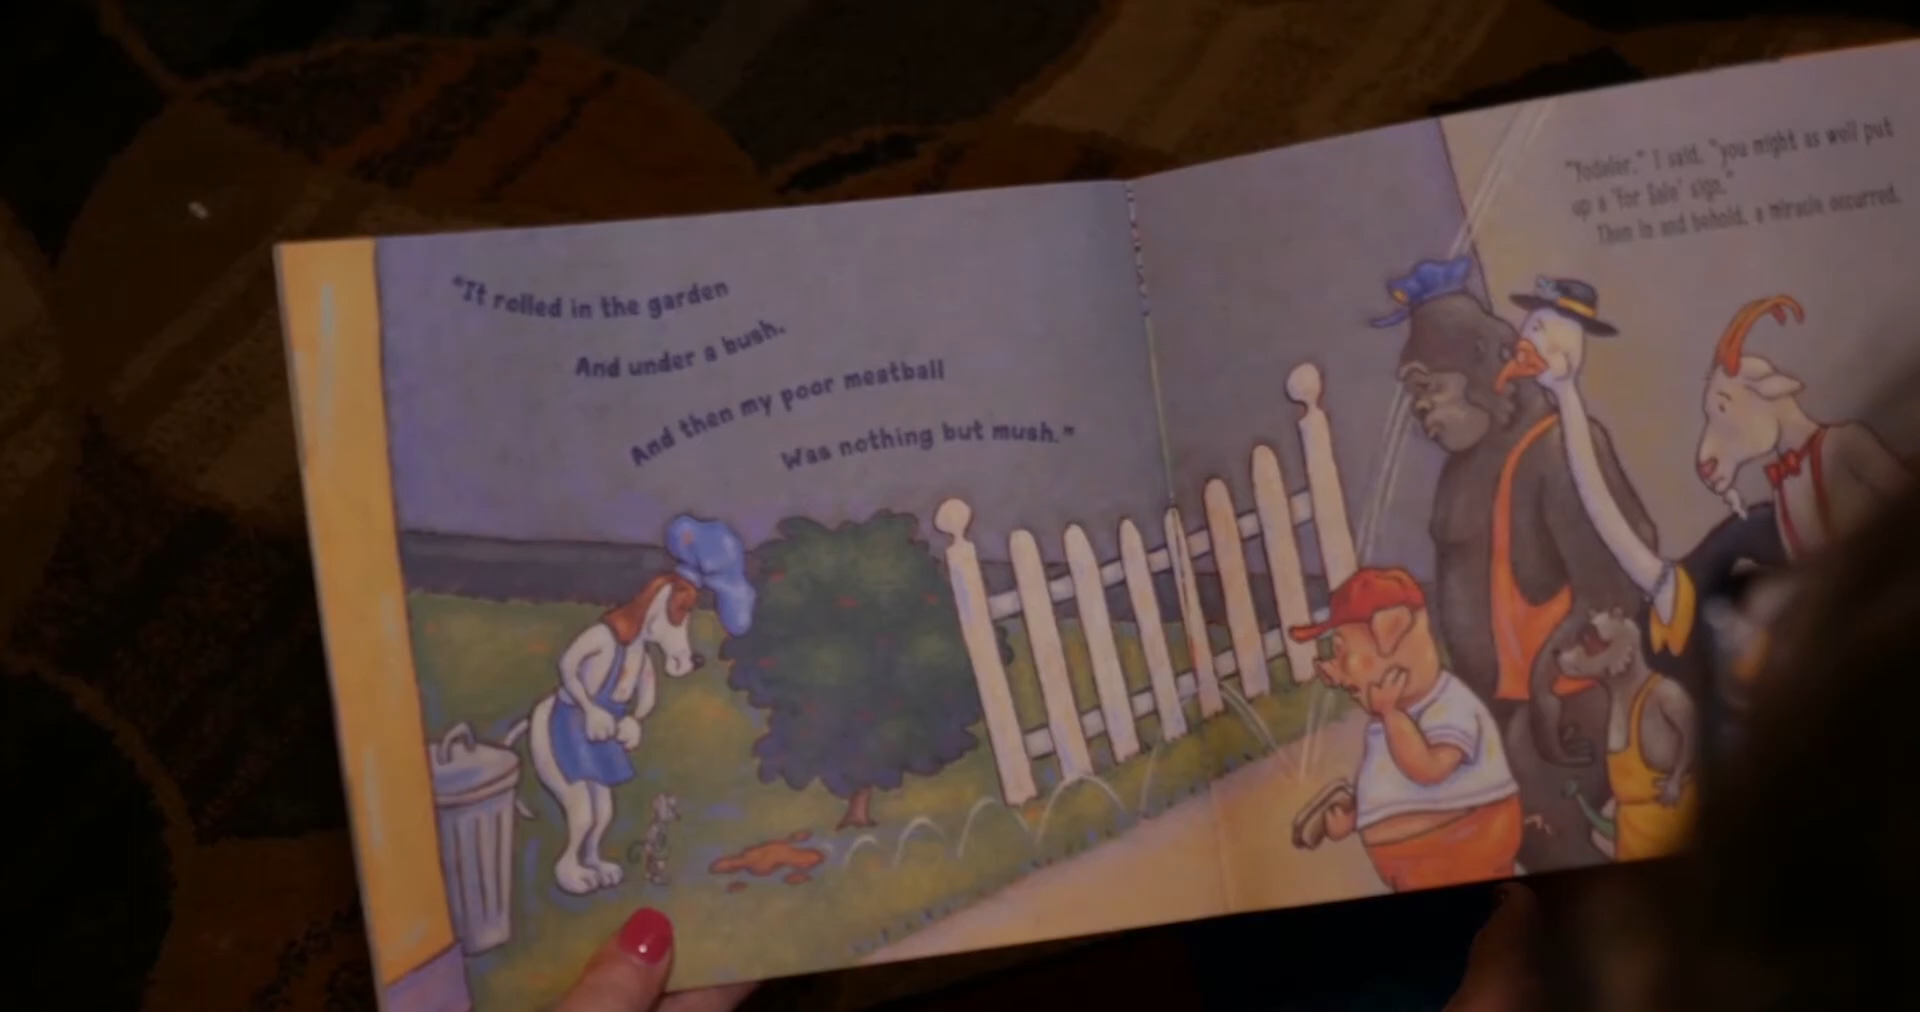 "It rolled in the garden
And under a bush.
And then my poor meatball
Was nothing but mush."
"Yodeler," I said, "you might as well put
up a 'For Sale' sign."
Then lo and behold, a miracle occurred.